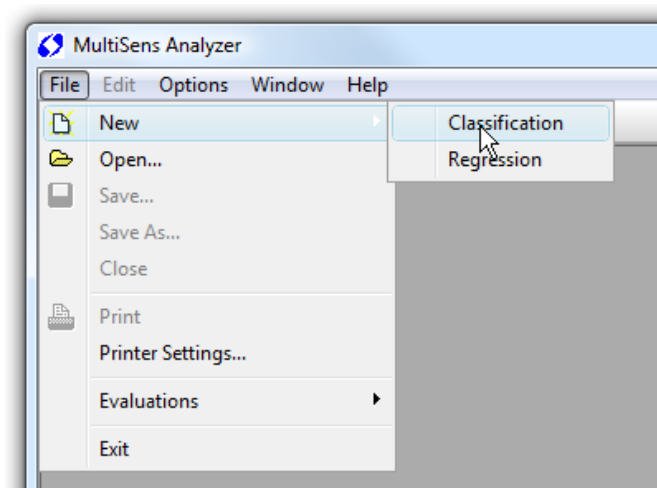 MultiSens Analyzer
File Edit Options Window Help
New
Classification
Open...
Regression
Save...
Save As...
Close
Print
Printer Settings...
Evaluations
Exit